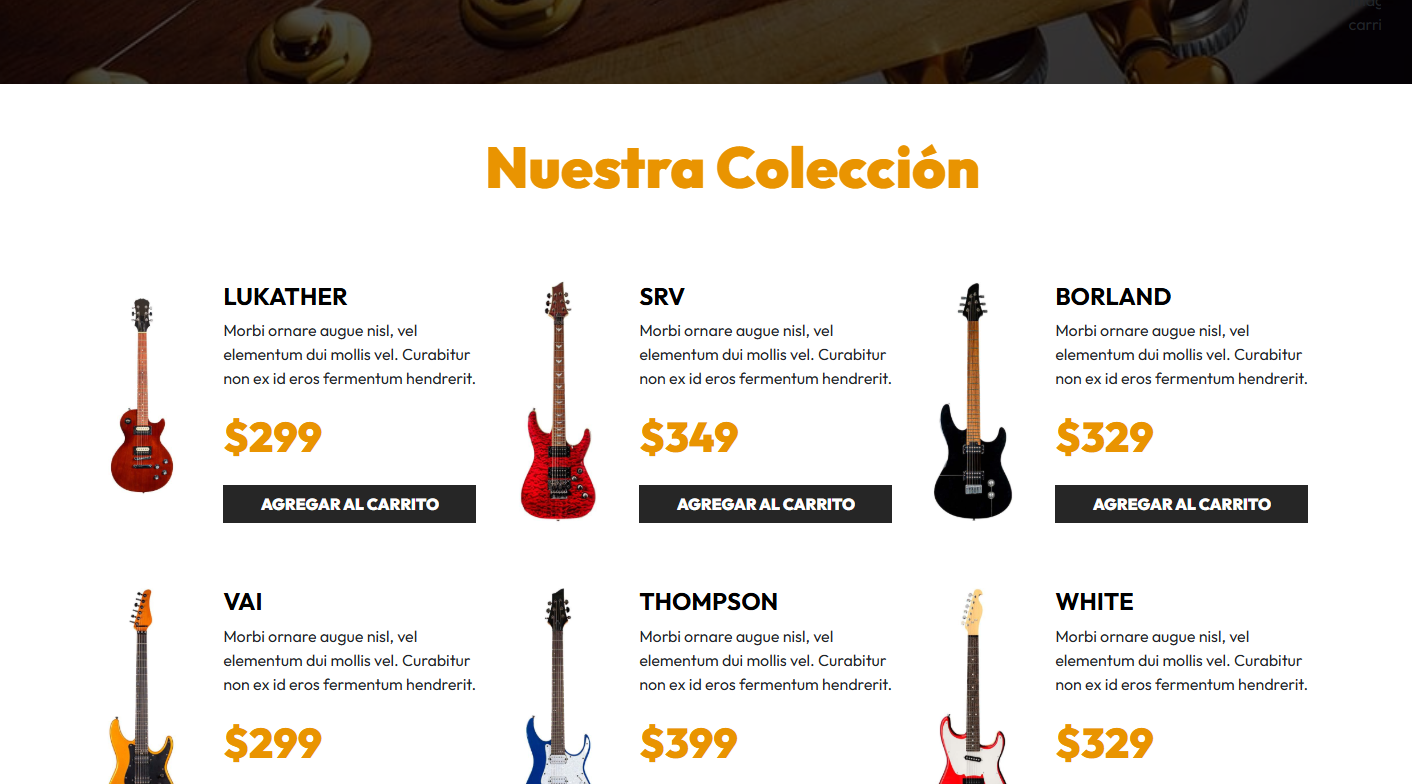 carri
Nuestra Colección
LUKATHER
Morbi ornare augue nisl, vel
elementum dui mollis vel. Curabitur
non ex id eros fermentum hendrerit.
$299
AGREGAR AL CARRITO
SRV
Morbi ornare augue nisl, vel
elementum dui mollis vel. Curabitur
non ex id eros fermentum hendrerit.
$349
AGREGAR AL CARRITO
BORLAND
Morbi ornare augue nisl, vel
elementum dui mollis vel. Curabitur
non ex id eros fermentum hendrerit.
$329
AGREGAR AL CARRITO
VAI
Morbi ornare augue nisl, vel
elementum dui mollis vel. Curabitur
non ex id eros fermentum hendrerit.
$299
THOMPSON
Morbi ornare augue nisl, vel
elementum dui mollis vel. Curabitur
non ex id eros fermentum hendrerit.
$399
WHITE
Morbi ornare augue nisl, vel
elementum dui mollis vel. Curabitur
non ex id eros fermentum hendrerit.
$329